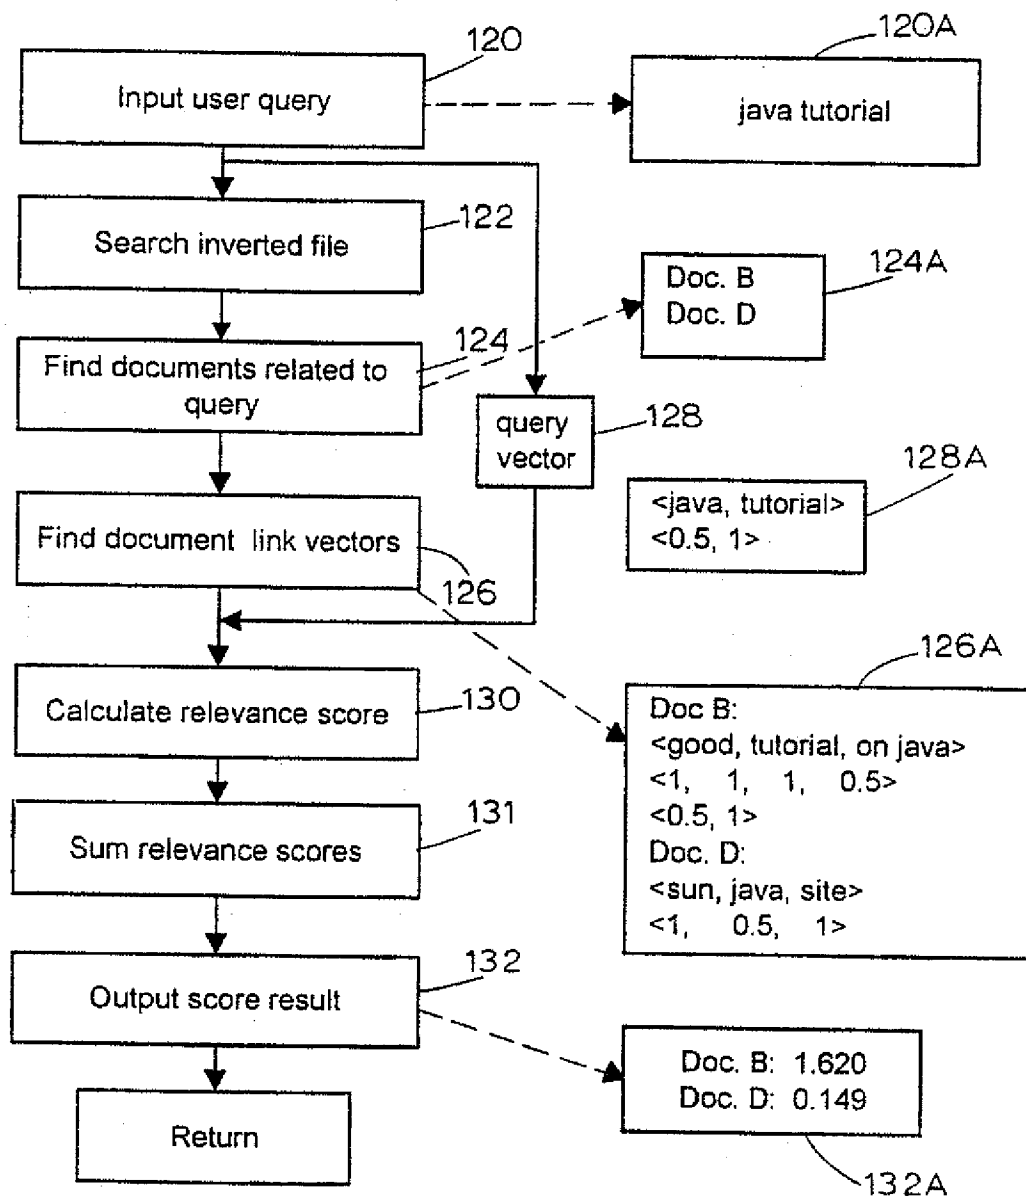 120
Input user query
120A
java tutorial
122
Search inverted file
124A
Doc. B
Doc. D
124
Find documents related to
query
128
query
vector
128A
<java, tutorial>
<0.5, 1>
Find document link vectors
126
126A
Doc B:
<good, tutorial, on java>
<1, 1, 1, 0.5>
<0.5, 1>
Doc. D:
<sun, java, site>
<1, 0.5, 1>
Calculate relevance score
130
Sum relevance scores
131
Output score result
132
Doc. B: 1.620
Doc. D: 0.149
132A
Return